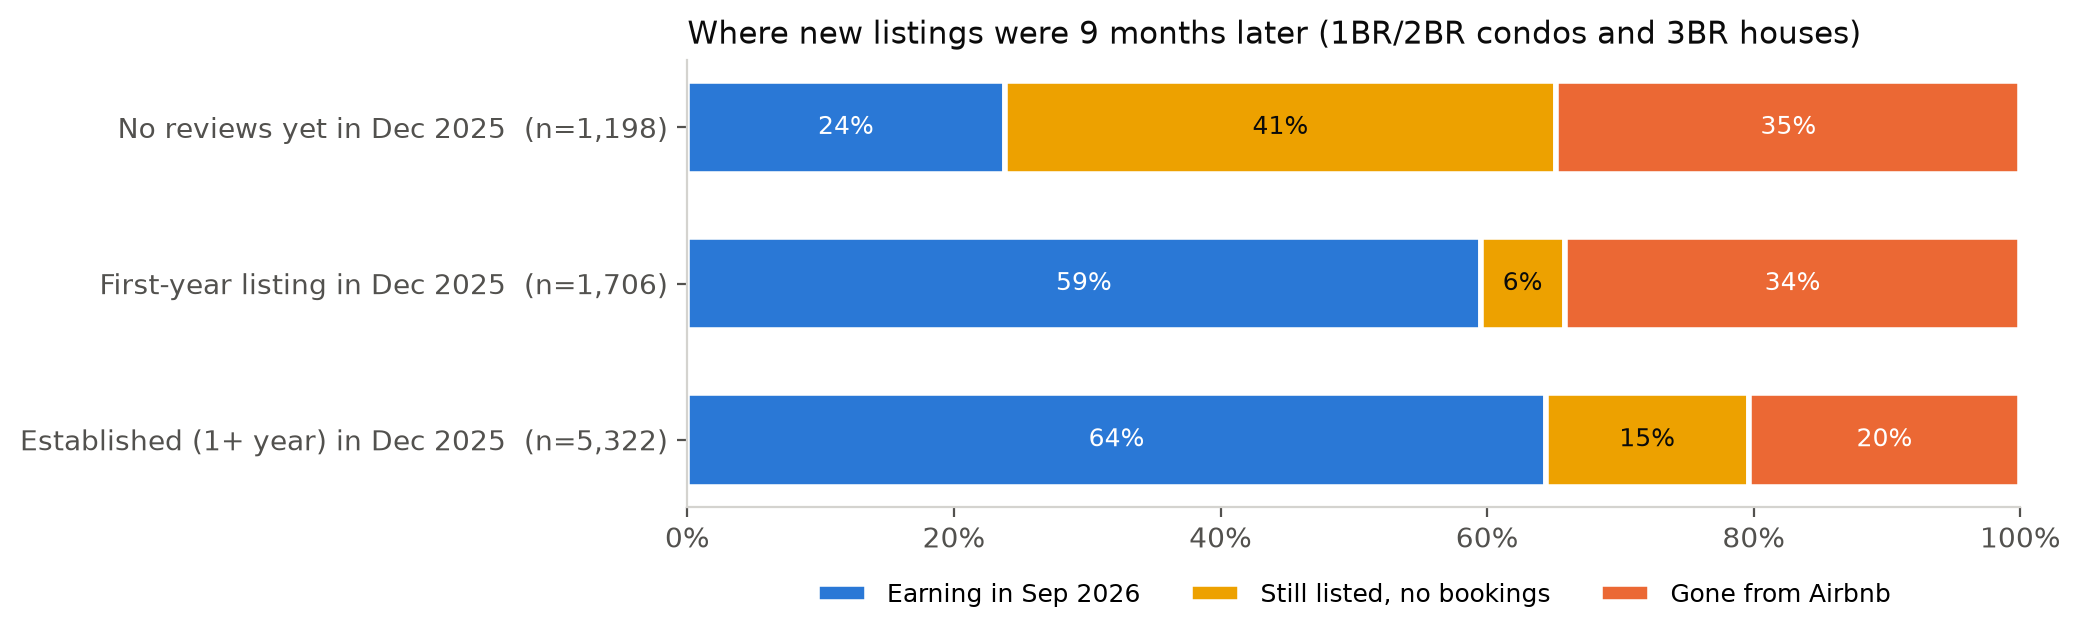 Where new listings were 9 months later (1BR/2BR condos and 3BR houses)
No reviews yet in Dec 2025 (n=1,198)
24%
41%
35%
First-year listing in Dec 2025 (n=1,706)
59%
6%
34%
Established (1+ year) in Dec 2025 (n=5,322)
64%
15%
20%
0% 20% 40% 60% 80% 100%
Earning in Sep 2026 Still listed, no bookings Gone from Airbnb